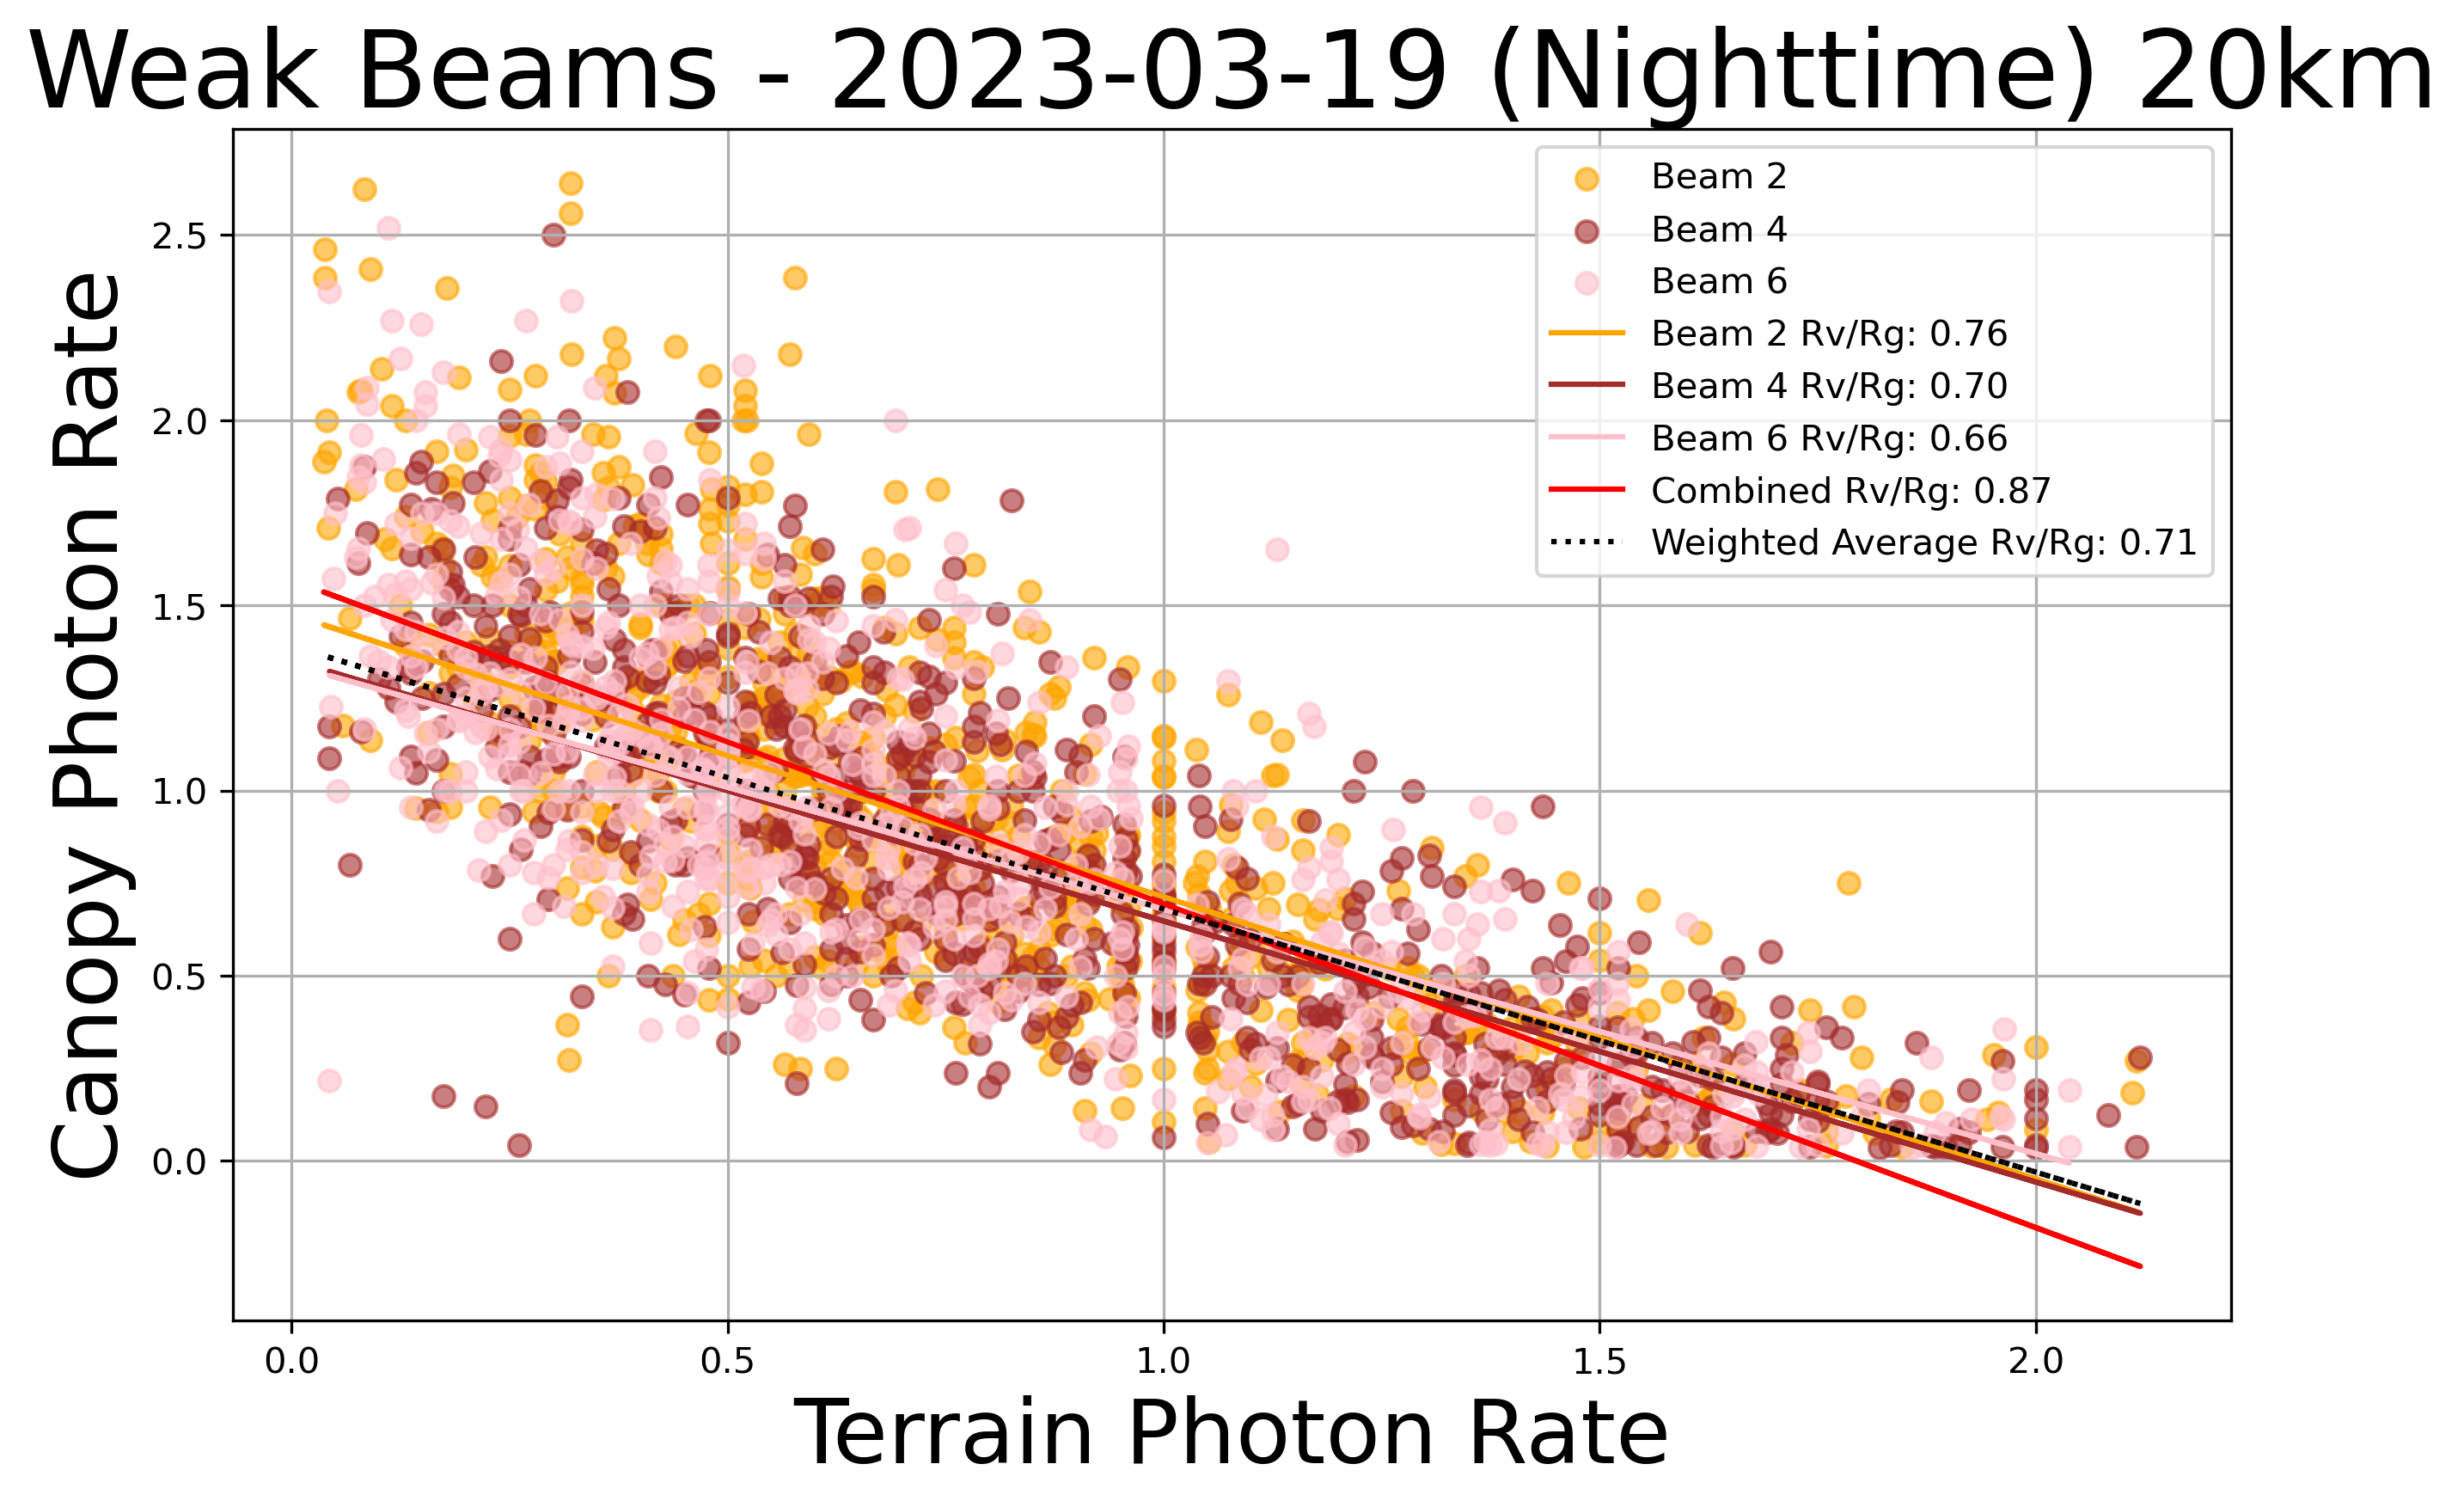 Weak Beams - 2023-03-19 (Nighttime) 20km
Beam 2
Beam 4
Beam 6
Beam 2 Rv/Rg: 0.76
Beam 4 Rv/Rg: 0.70
Beam 6 Rv/Rg: 0.66
Combined Rv/Rg: 0.87
Weighted Average Rv/Rg: 0.71
Canopy Photon Rate
2.5
2.0
1.5
1.0
0.5
0.0
0.0 0.5 1.0 1.5 2.0
Terrain Photon Rate